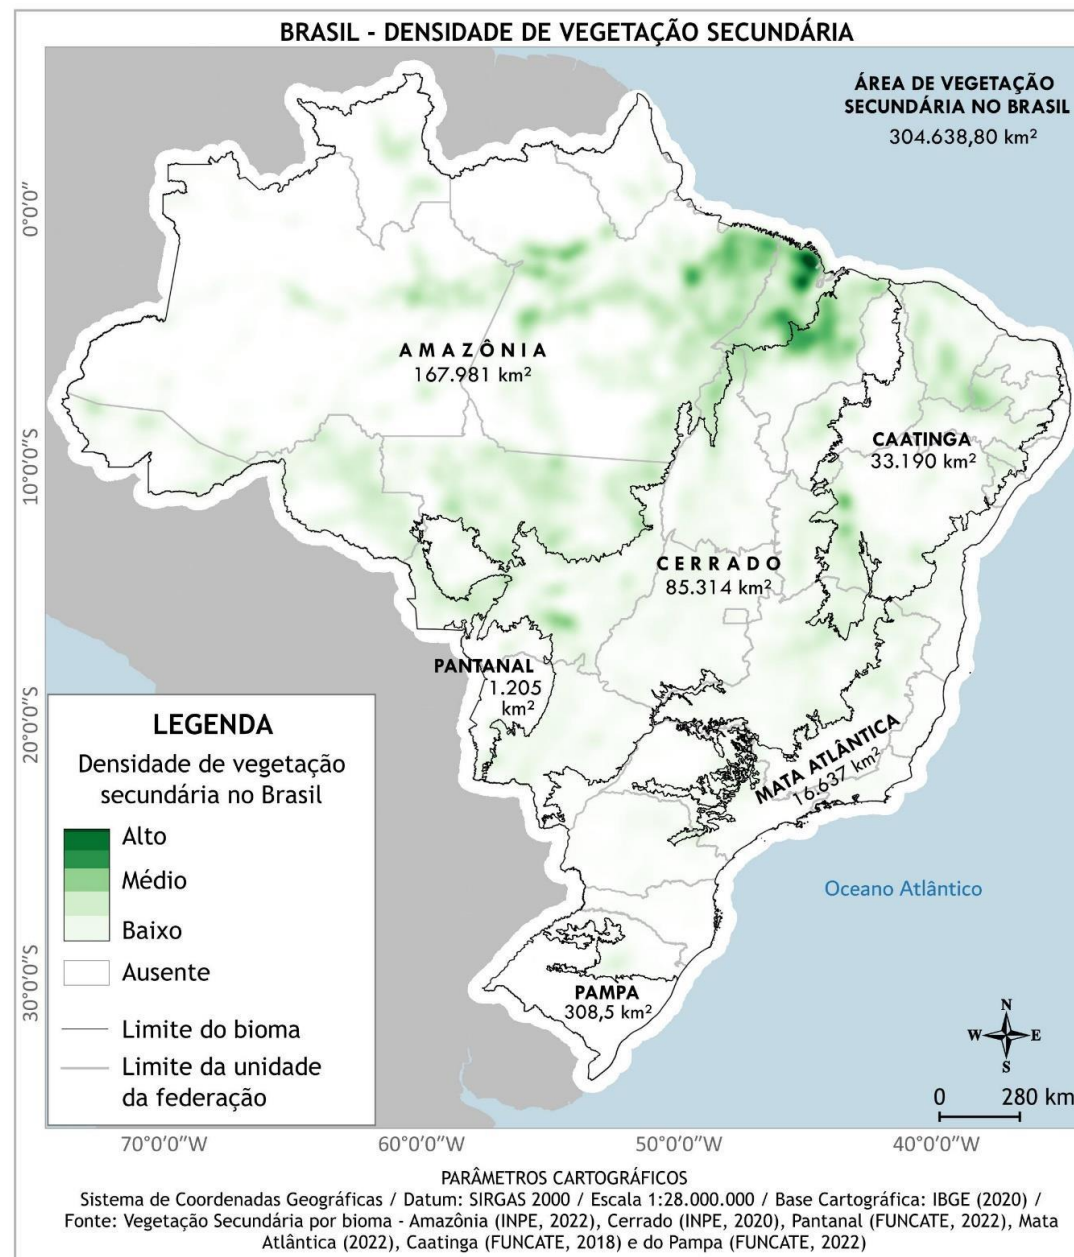 BRASIL - DENSIDADE DE VEGETAÇÃO SECUNDÁRIA
ÁREA DE VEGETAÇÃO
SECUNDÁRIA NO BRASIL
304.638,80 km²
0°0'0"
10°0'0"S
20°0'0"S
30°0'0"S
AMAZÔNIA
167.981 km²
CAATINGA
33.190 km²
CERRADO
85.314 km²
PANTANAL
1.205
km²
MATA ATLÂNTICA
16.637 km²
PAMPA
308,5 km²
Oceano Atlântico
LEGENDA
Densidade de vegetação
secundária no Brasil
Alto
Médio
Baixo
Ausente
Limite do bioma
Limite da unidade
da federação
N
W E
S
0 280 km
70°0'0"W 60°0'0"W 50°0'0"W 40°0'0"W
PARÂMETROS CARTOGRÁFICOS
Sistema de Coordenadas Geográficas / Datum: SIRGAS 2000 / Escala 1:28.000.000 / Base Cartográfica: IBGE (2020) /
Fonte: Vegetação Secundária por bioma - Amazônia (INPE, 2022), Cerrado (INPE, 2020), Pantanal (FUNCATE, 2022), Mata
Atlântica (2022), Caatinga (FUNCATE, 2018) e do Pampa (FUNCATE, 2022)